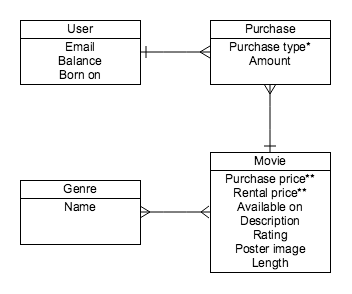 User
Email
Balance
Born on
Purchase
Purchase type*
Amount
Genre
Name
Movie
Purchase price**
Rental price**
Available on
Description
Rating
Poster image
Length